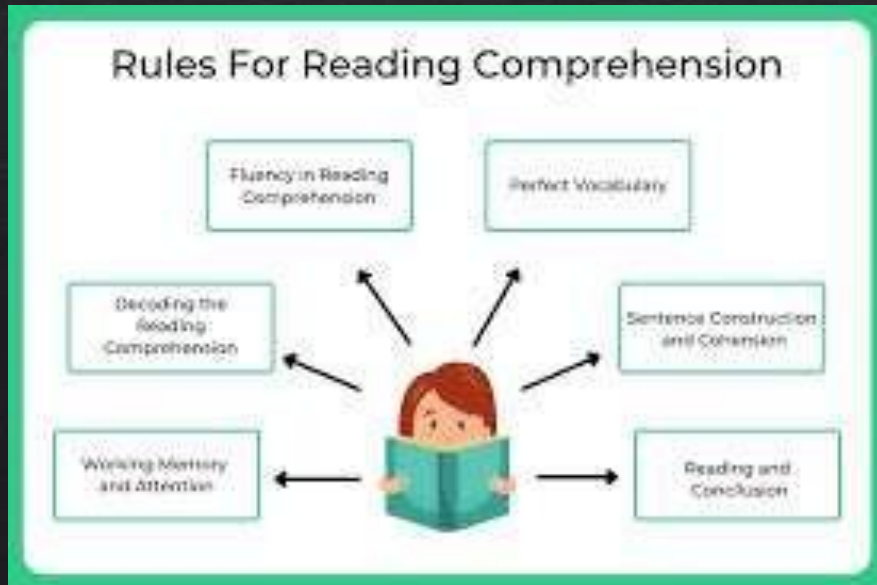 Rules For Reading Comprehension
Fluency in Reading
Comprehension
Perfect Vocabulary
Decoding the
Reading
Comprehension
Sentence Construction
and Cohension
Working Memory
and Attention
Reading and
Conclusion